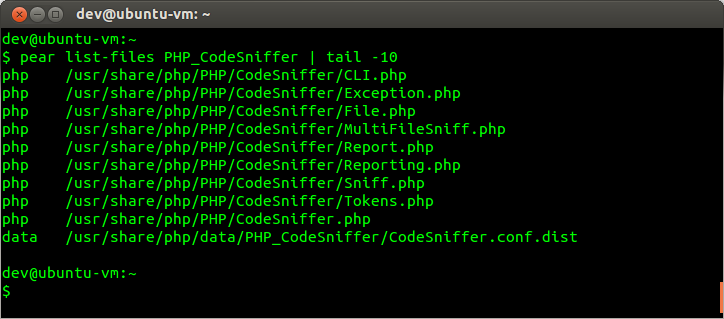 dev@ubuntu-vm: ~
dev@ubuntu-vm:~
$ pear list-files PHP_CodeSniffer | tail -10
php    /usr/share/php/PHP/CodeSniffer/CLI.php
php    /usr/share/php/PHP/CodeSniffer/Exception.php
php    /usr/share/php/PHP/CodeSniffer/File.php
php    /usr/share/php/PHP/CodeSniffer/MultiFileSniff.php
php    /usr/share/php/PHP/CodeSniffer/Report.php
php    /usr/share/php/PHP/CodeSniffer/Reporting.php
php    /usr/share/php/PHP/CodeSniffer/Sniff.php
php    /usr/share/php/PHP/CodeSniffer/Tokens.php
php    /usr/share/php/PHP/CodeSniffer.php
data   /usr/share/php/data/PHP_CodeSniffer/CodeSniffer.conf.dist
dev@ubuntu-vm:~
$